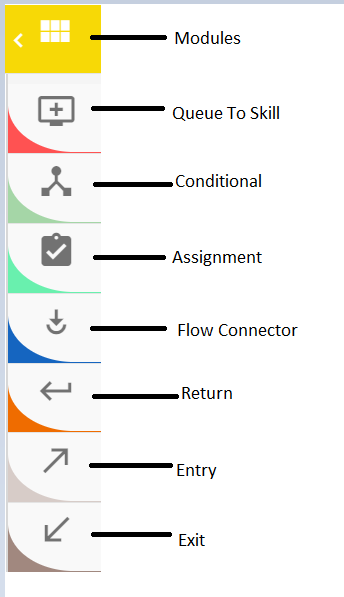 Modules
Queue To Skill
Conditional
Assignment
Flow Connector
Return
Entry
Exit